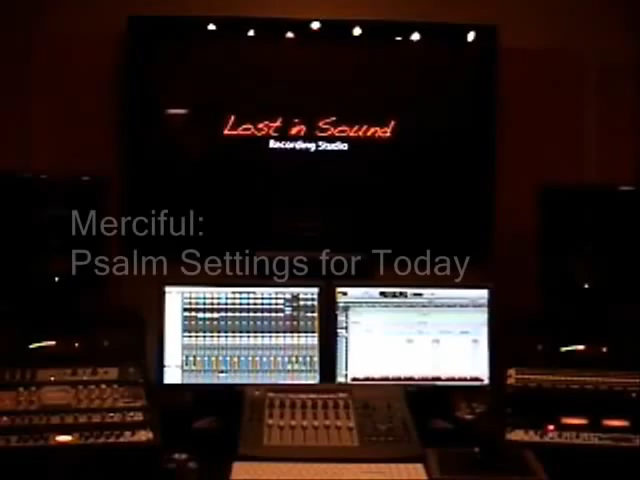 Lost in Sound
Recording Studio
Merciful:
Psalm Settings for Today